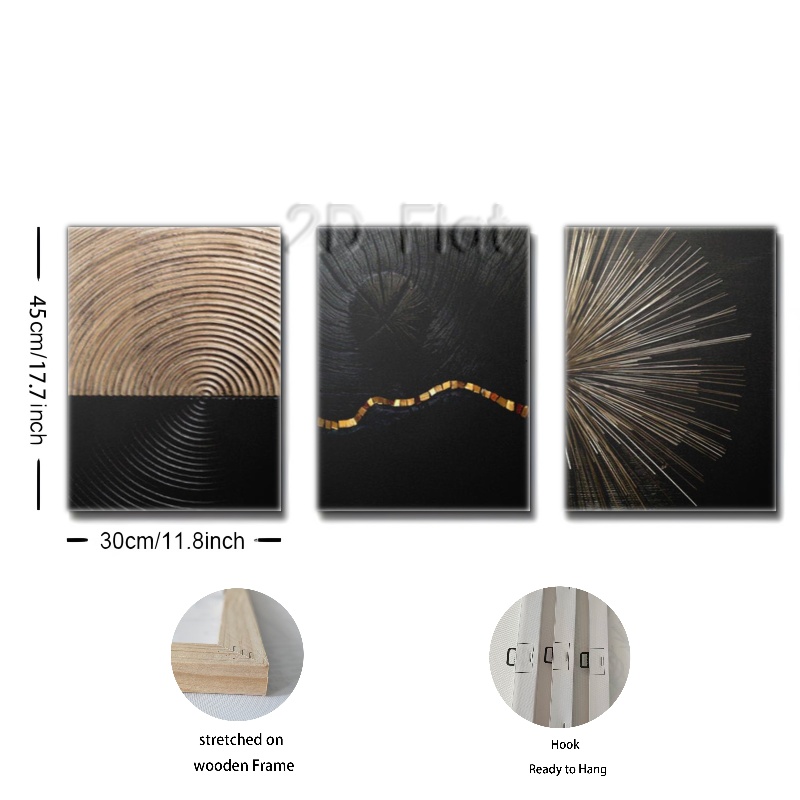 2D Flat
45cm/17.7inch
30cm/11.8inch
stretched on
wooden Frame
Hook
Ready to Hang